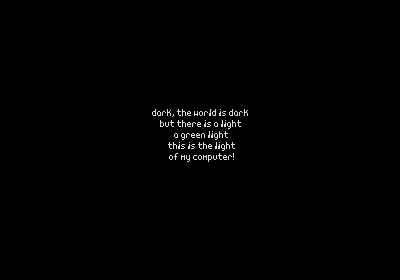 dark, the world is dark
but there is a light
a green light
this is the light
of my computer!